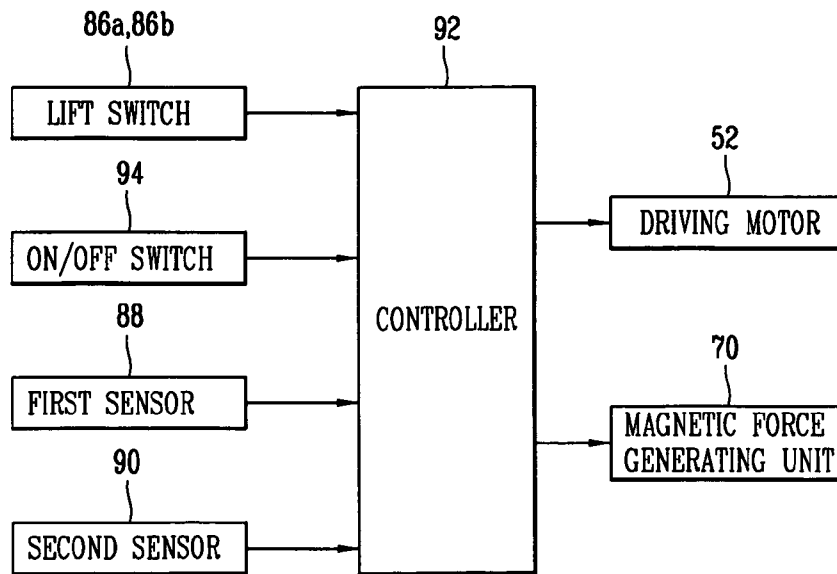 86a,86b
LIFT SWITCH
94
ON/OFF SWITCH
88
FIRST SENSOR
90
SECOND SENSOR
92
CONTROLLER
52
DRIVING MOTOR
70
MAGNETIC FORCE
GENERATING UNIT